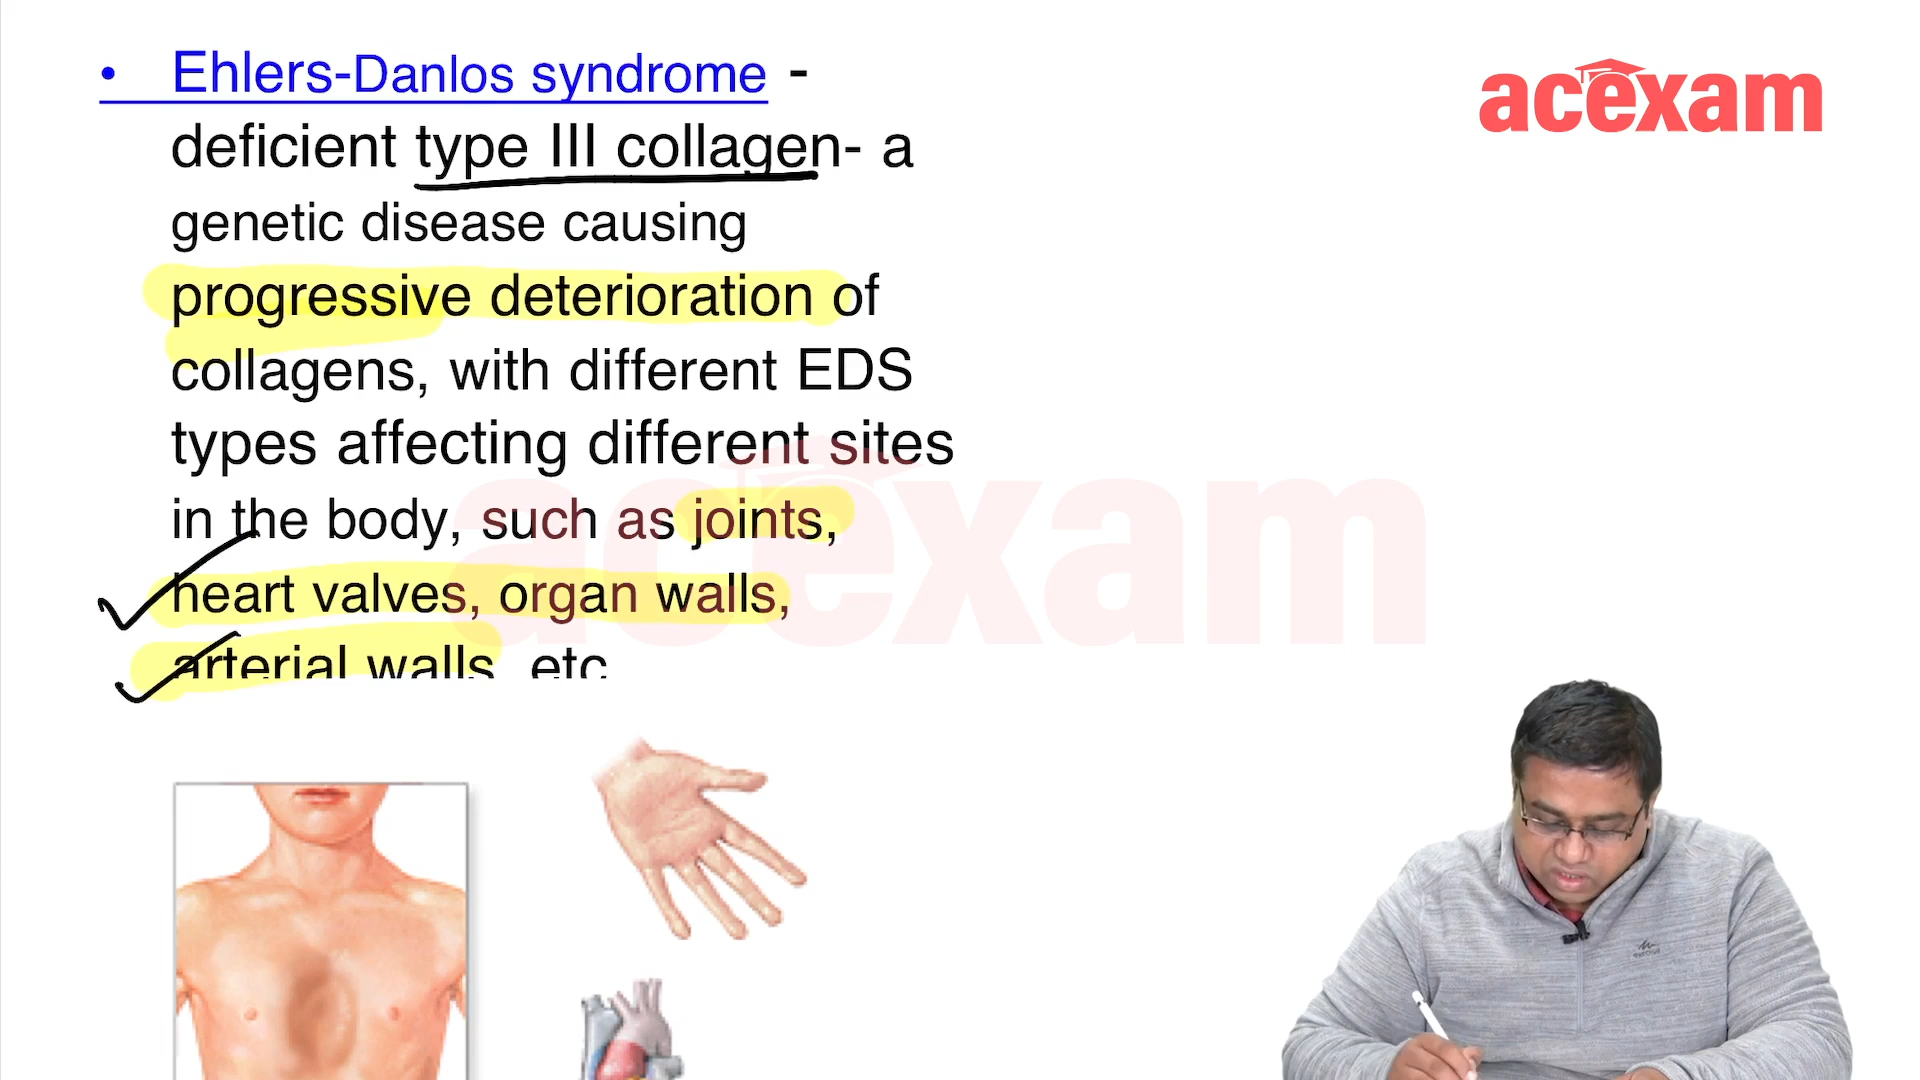 • Ehlers-Danlos syndrome -
deficient type III collagen- a
genetic disease causing
progressive deterioration of
collagens, with different EDS
types affecting different sites
in the body, such as joints,
heart valves, organ walls,
arterial walls, etc
acexam
acexam